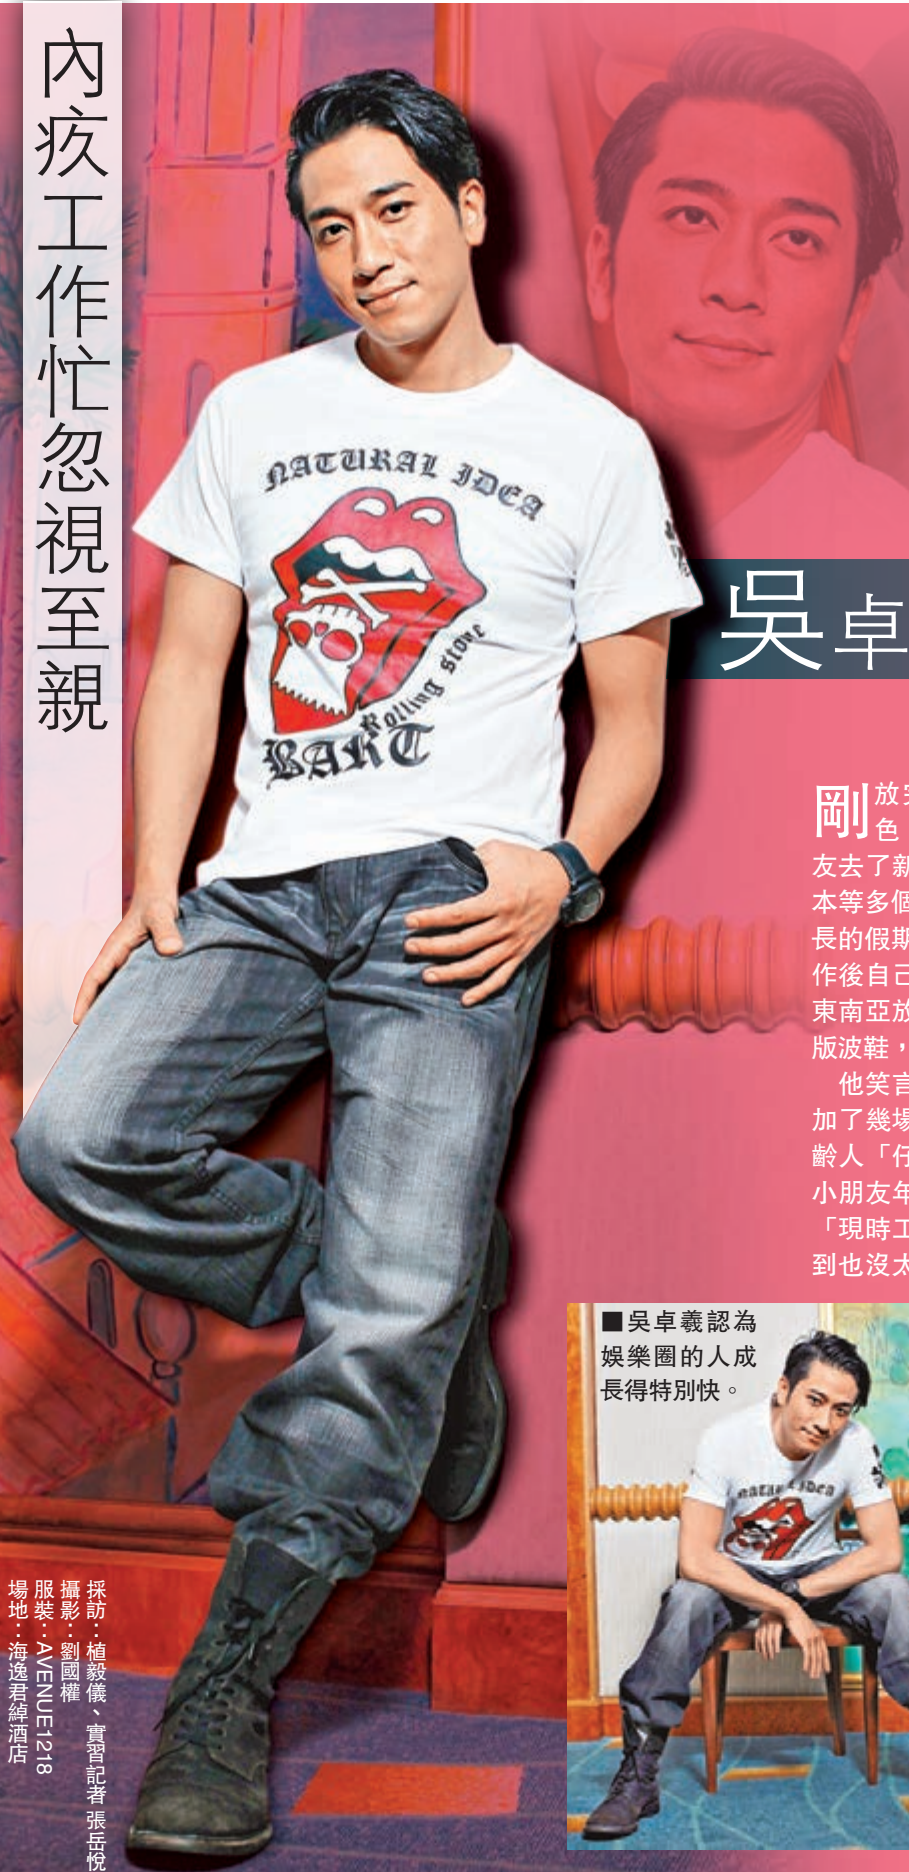 內疚工作忙忽視至親
NATURAL IDEA
Rolling stone
BART
吳卓
剛放完
色
友去了新
本等多個
長的假期
作後自己
東南亞放
版波鞋，
他笑言
加了幾場
齡人「仔
小朋友年
「現時工
到也沒太
■吳卓羲認為
娛樂圈的人成
長得特別快。
NATURAL IDEA
採訪：植毅儀、實習記者 張岳悅
攝影：劉國權
服裝：AVENUE1218
場地：海逸君綽酒店